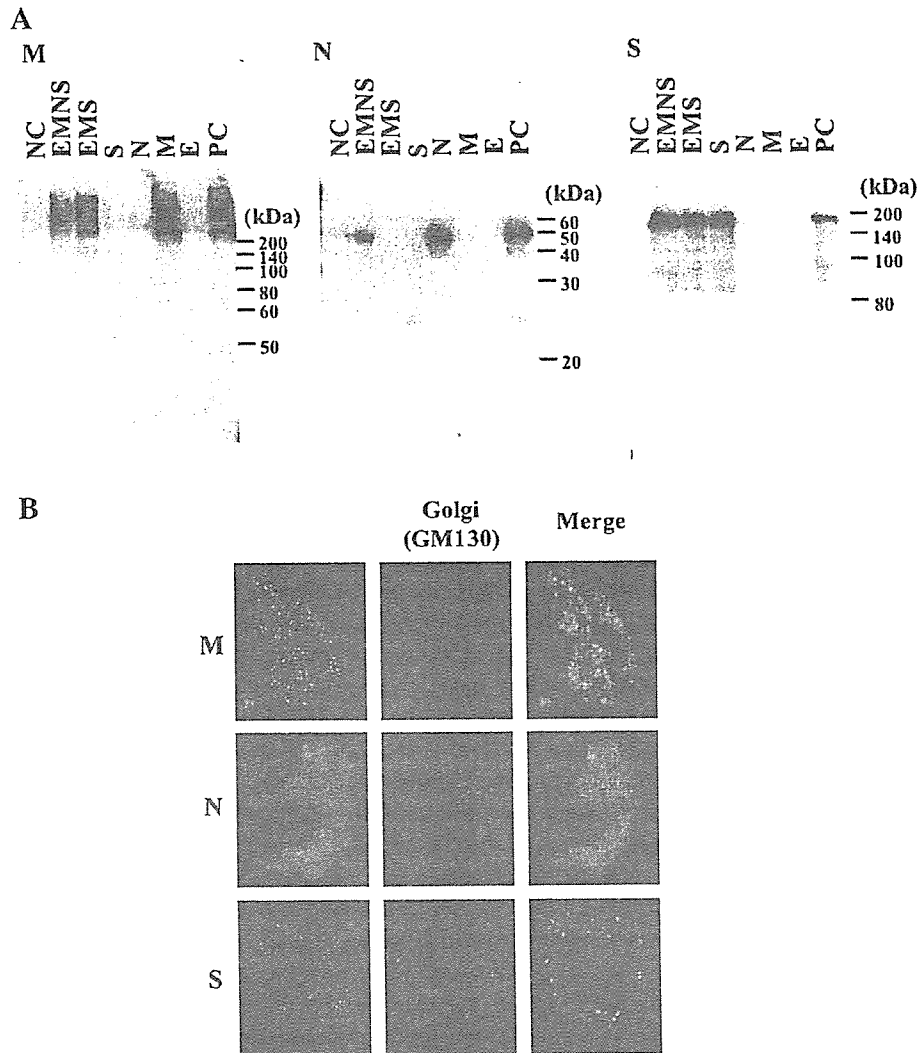 A
M
NC EMNS EMS S N M E PC
(kDa)
200
140
100
80
60
50
N
NC EMNS EMS S N M E PC
(kDa)
60
50
40
30
20
S
NC EMNS EMS S N M E PC
(kDa)
200
140
100
80
B
Golgi
(GM130)
Merge
M
N
S